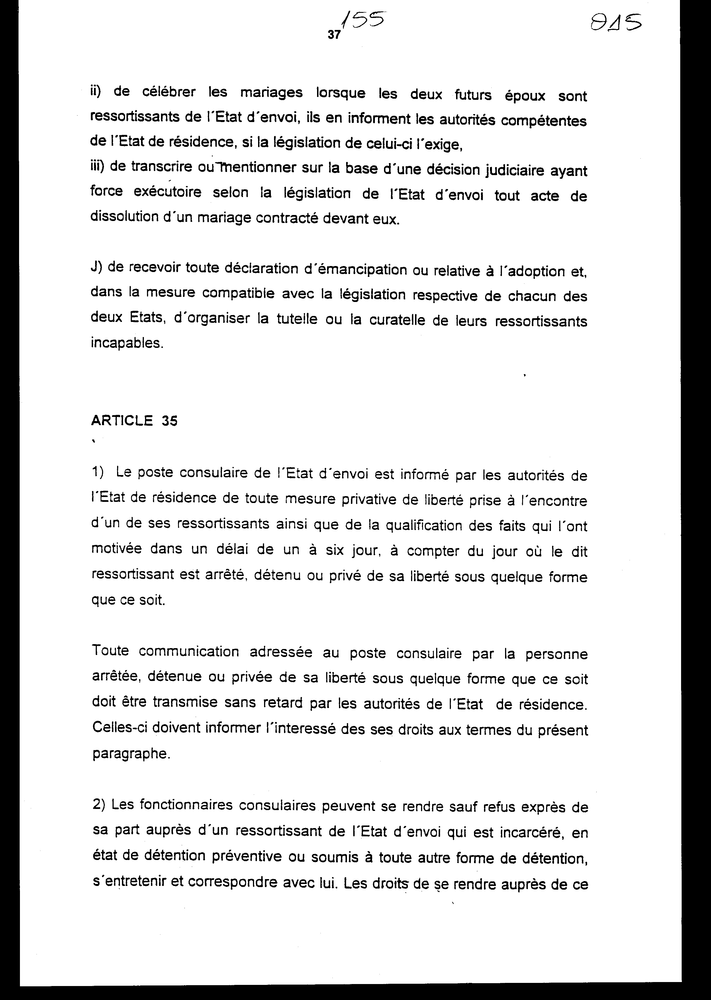 155
015
37
ii) de célébrer les mariages lorsque les deux futurs époux sont
ressortissants de l´Etat d´envoi, ils en informent les autorités compétentes
de l´Etat de résidence, si la législation de celui-ci l´exige,
iii) de transcrire ou mentionner sur la base d´une décision judiciaire ayant
force exécutoire selon la législation de l´Etat d´envoi tout acte de
dissolution d´un mariage contracté devant eux.
J) de recevoir toute déclaration d´émancipation ou relative à l´adoption et,
dans la mesure compatible avec la législation respective de chacun des
deux Etats, d´organiser la tutelle ou la curatelle de leurs ressortissants
incapables.
ARTICLE 35
1) Le poste consulaire de l´Etat d´envoi est informé par les autorités de
l´Etat de résidence de toute mesure privative de liberté prise à l´encontre
d´un de ses ressortissants ainsi que de la qualification des faits qui l´ont
motivée dans un délai de un à six jour, à compter du jour où le dit
ressortissant est arrêté, détenu ou privé de sa liberté sous quelque forme
que ce soit.
Toute communication adressée au poste consulaire par la personne
arrêtée, détenue ou privée de sa liberté sous quelque forme que ce soit
doit être transmise sans retard par les autorités de l´Etat de résidence.
Celles-ci doivent informer l´interessé des ses droits aux termes du présent
paragraphe.
2) Les fonctionnaires consulaires peuvent se rendre sauf refus exprès de
sa part auprès d´un ressortissant de l´Etat d´envoi qui est incarcéré, en
état de détention préventive ou soumis à toute autre forme de détention,
s´entretenir et correspondre avec lui. Les droits de se rendre auprès de ce